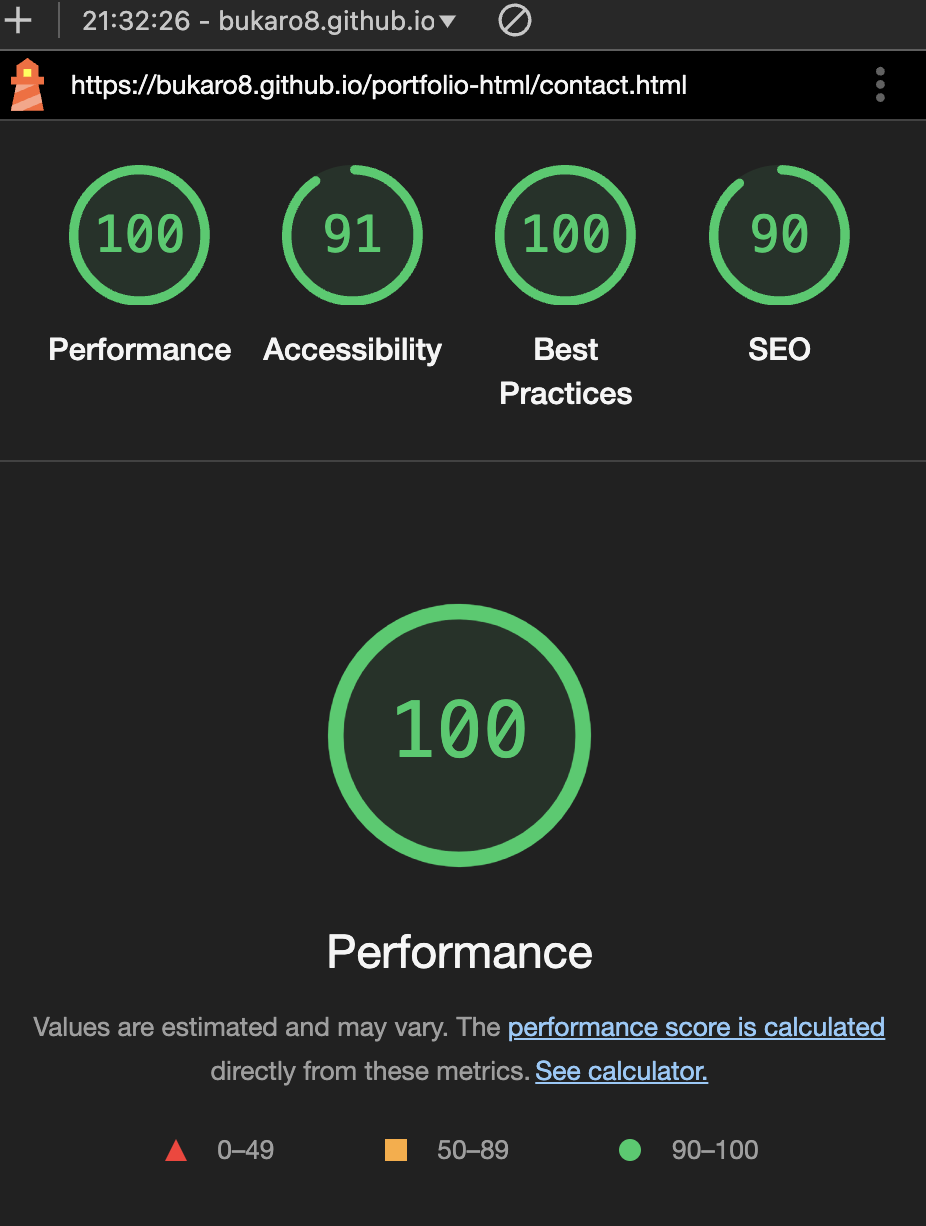 21:32:26 - bukaro8.github.io
https://bukaro8.github.io/portfolio-html/contact.html
100 91 100 90
Performance Accessibility Best Practices SEO
100
Performance
Values are estimated and may vary. The performance score is calculated
directly from these metrics. See calculator.
0–49 50–89 90–100